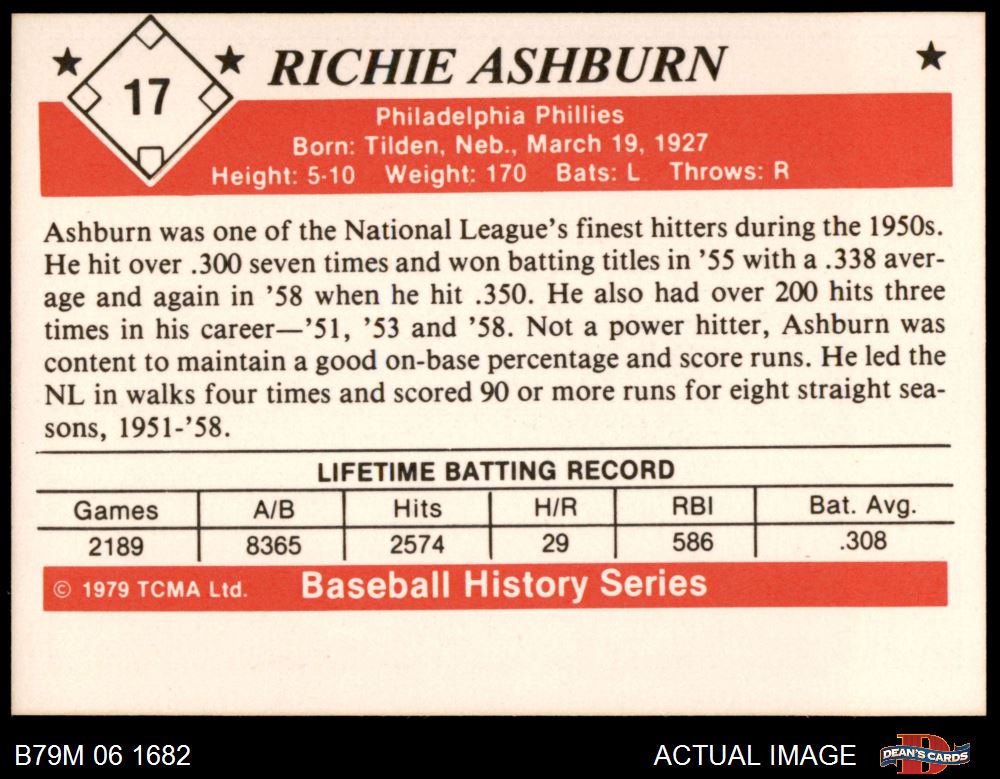 17
RICHIE ASHBURN
Philadelphia Phillies
Born: Tilden, Neb., March 19, 1927
Height: 5-10 Weight: 170 Bats: L Throws: R
Ashburn was one of the National League's finest hitters during the 1950s.
He hit over .300 seven times and won batting titles in '55 with a .338 aver-
age and again in '58 when he hit .350. He also had over 200 hits three
times in his career—'51, '53 and '58. Not a power hitter, Ashburn was
content to maintain a good on-base percentage and score runs. He led the
NL in walks four times and scored 90 or more runs for eight straight sea-
sons, 1951-'58.
LIFETIME BATTING RECORD
Games A/B Hits H/R RBI Bat. Avg.
2189 8365 2574 29 586 .308
© 1979 TCMA Ltd. Baseball History Series
B79M 06 1682 ACTUAL IMAGE DEAN'S CARDS